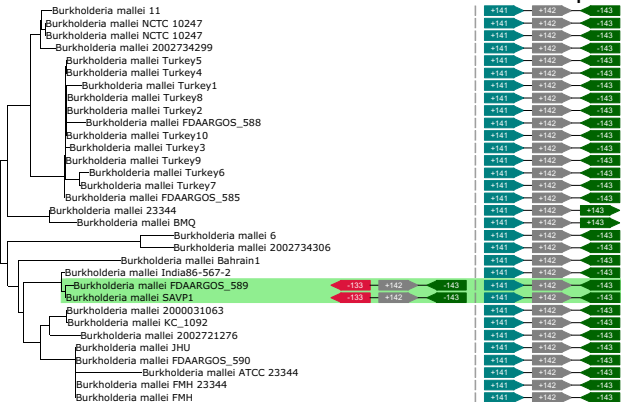 Burkholderia mallei 11 +141 +142 -143
Burkholderia mallei NCTC 10247 +141 +142 -143
Burkholderia mallei NCTC 10247 +141 +142 -143
Burkholderia mallei 2002734299 +141 +142 -143
Burkholderia mallei Turkey5 +141 +142 -143
Burkholderia mallei Turkey4 +141 +142 -143
Burkholderia mallei Turkey1 +141 +142 -143
Burkholderia mallei Turkey8 +141 +142 -143
Burkholderia mallei Turkey2 +141 +142 -143
Burkholderia mallei FDAARGOS_588 +141 +142 -143
Burkholderia mallei Turkey10 +141 +142 -143
Burkholderia mallei Turkey3 +141 +142 -143
Burkholderia mallei Turkey9 +141 +142 -143
Burkholderia mallei Turkey6 +141 +142 -143
Burkholderia mallei Turkey7 +141 +142 -143
Burkholderia mallei FDAARGOS_585 +141 +142 -143
Burkholderia mallei 23344 +141 +142 +143
Burkholderia mallei BMQ +141 +142 +143
Burkholderia mallei 6 +141 +142 -143
Burkholderia mallei 2002734306 +141 +142 -143
Burkholderia mallei Bahrain1 +141 +142 -143
Burkholderia mallei India86-567-2 +141 +142 -143
Burkholderia mallei FDAARGOS_589 -133 +142 -143 +141 +142 -143
Burkholderia mallei SAVP1 -133 +142 -143 +141 +142 -143
Burkholderia mallei 2000031063 +141 +142 -143
Burkholderia mallei KC_1092 +141 +142 -143
Burkholderia mallei 2002721276 +141 +142 -143
Burkholderia mallei JHU +141 +142 -143
Burkholderia mallei FDAARGOS_590 +141 +142 -143
Burkholderia mallei ATCC 23344 +141 +142 -143
Burkholderia mallei FMH 23344 +141 +142 -143
Burkholderia mallei FMH +141 +142 -143